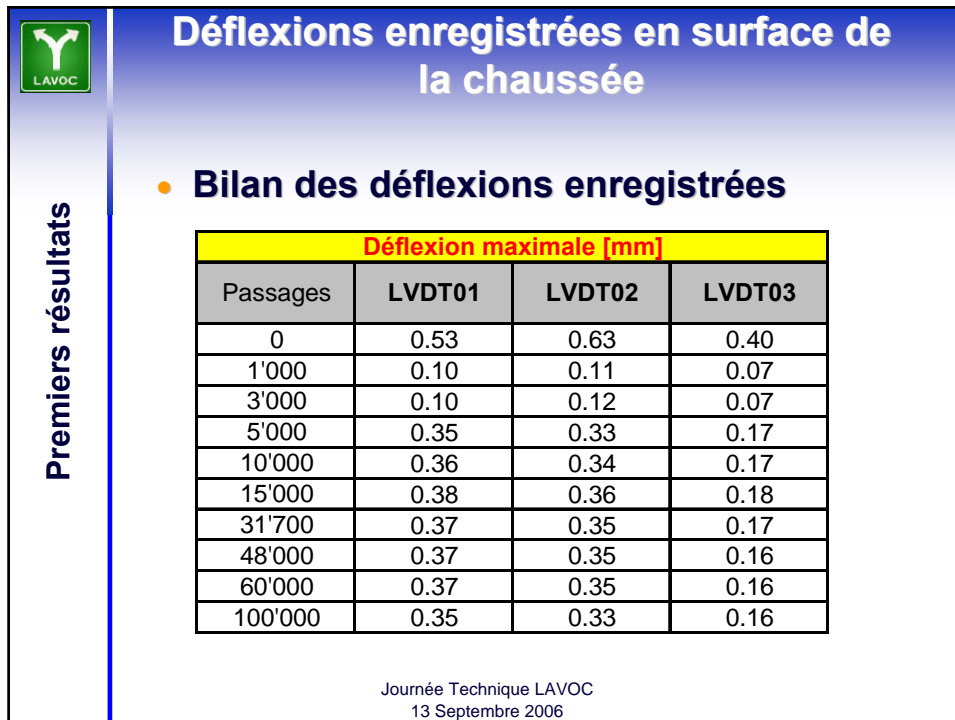 LAVOC
Déflexions enregistrées en surface de
la chaussée
Premiers résultats
• Bilan des déflexions enregistrées
Déflexion maximale [mm]
Passages LVDT01 LVDT02 LVDT03
0 0.53 0.63 0.40
1'000 0.10 0.11 0.07
3'000 0.10 0.12 0.07
5'000 0.35 0.33 0.17
10'000 0.36 0.34 0.17
15'000 0.38 0.36 0.18
31'700 0.37 0.35 0.17
48'000 0.37 0.35 0.16
60'000 0.37 0.35 0.16
100'000 0.35 0.33 0.16
Journée Technique LAVOC
13 Septembre 2006